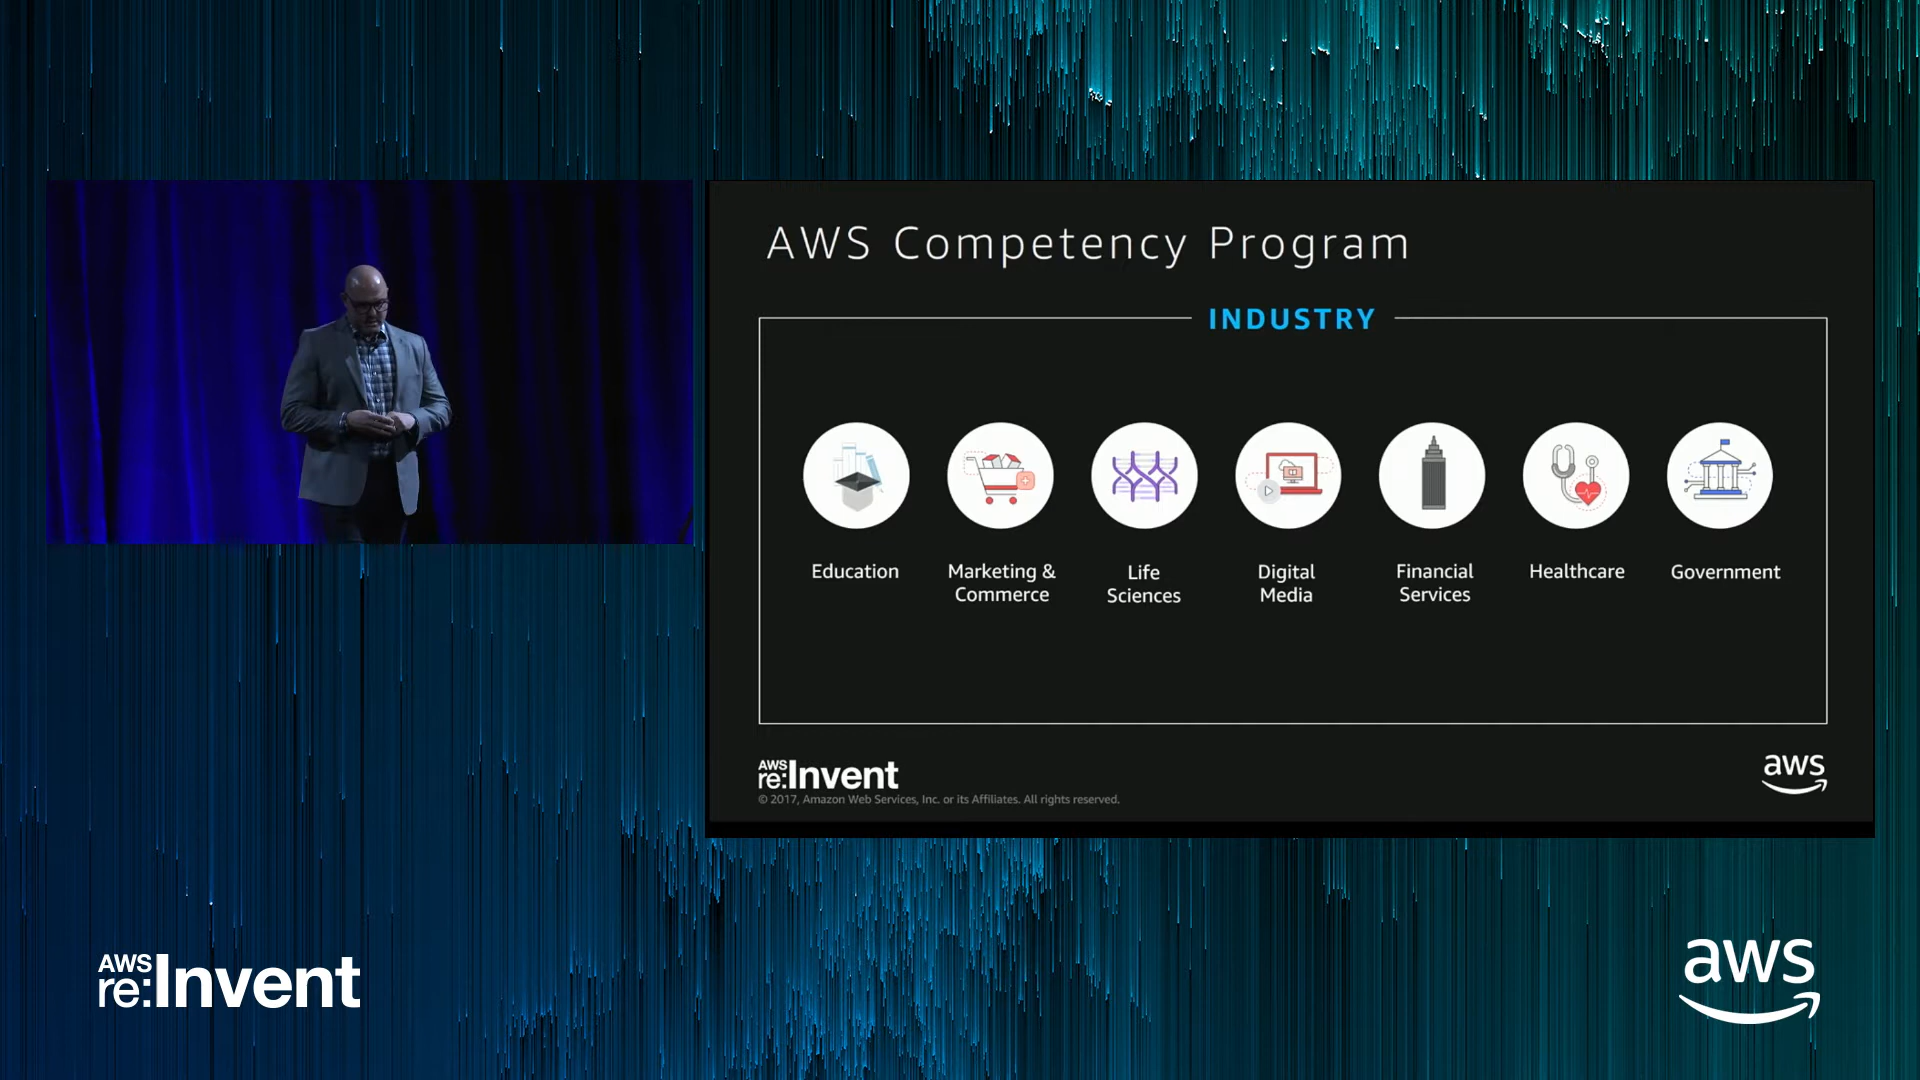 AWS Competency Program
INDUSTRY
Education
Marketing &
Commerce
Life
Sciences
Digital
Media
Financial
Services
Healthcare
Government
AWS
re:Invent
© 2017, Amazon Web Services, Inc. or its Affiliates. All rights reserved.
aws
AWS
re:Invent
aws